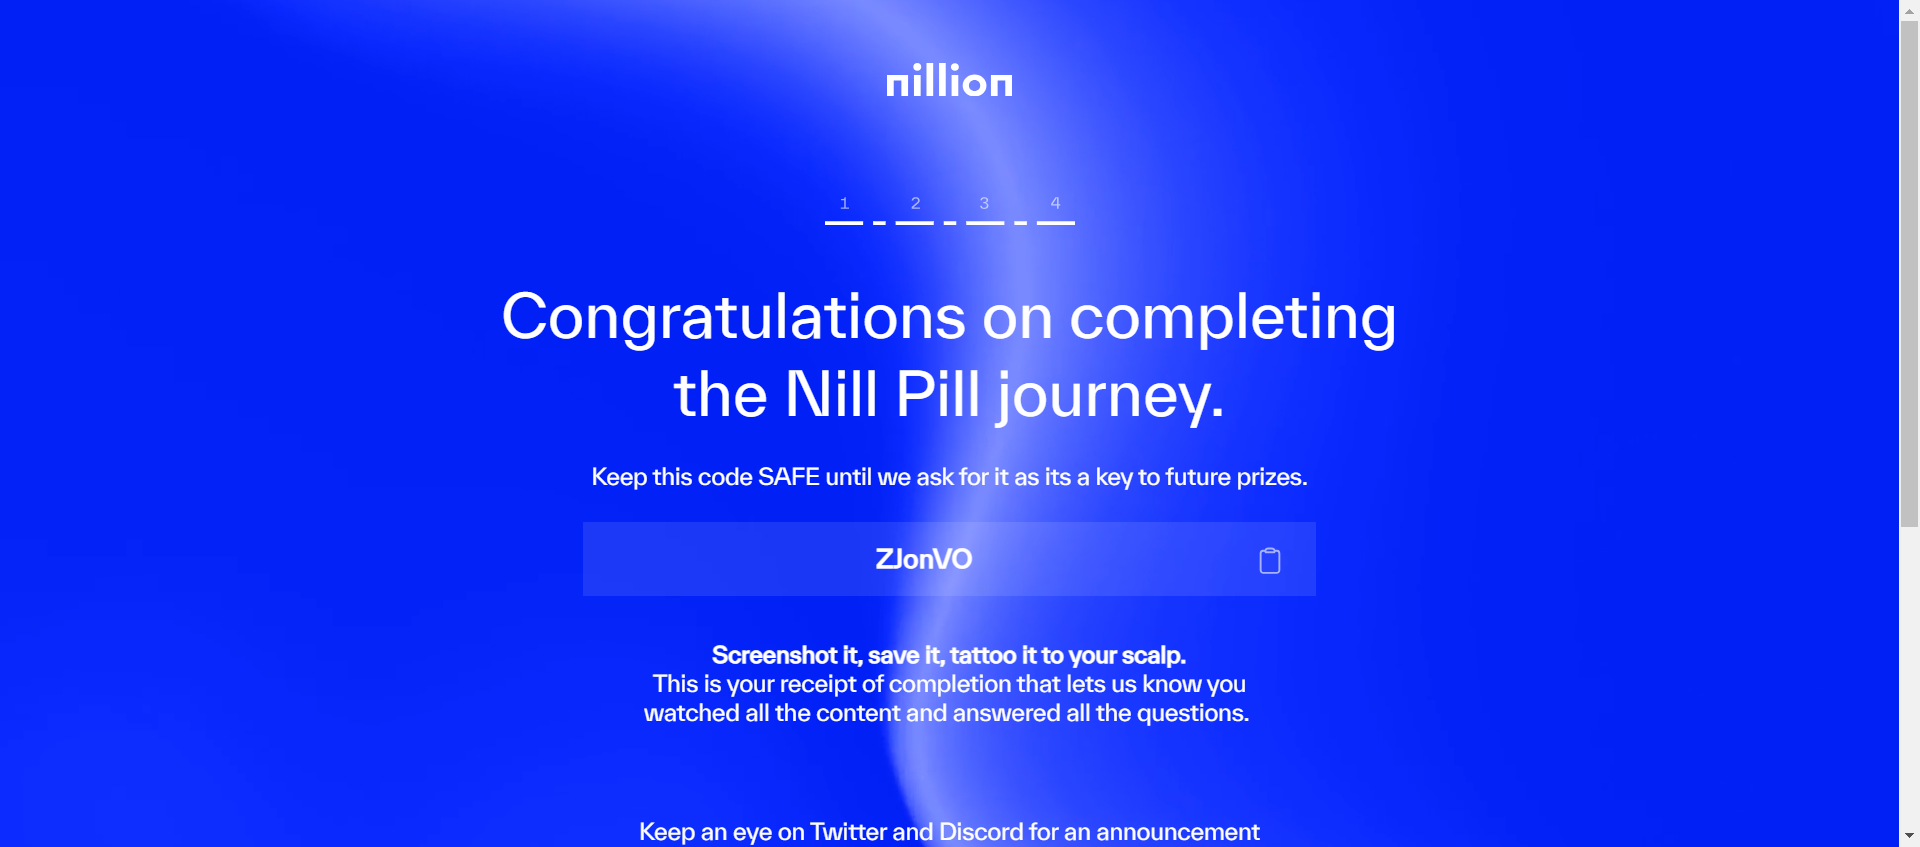 nillion
1 2 3 4
Congratulations on completing
the Nill Pill journey.
Keep this code SAFE until we ask for it as its a key to future prizes.
ZJonVO
Screenshot it, save it, tattoo it to your scalp.
This is your receipt of completion that lets us know you
watched all the content and answered all the questions.
Keep an eye on Twitter and Discord for an announcement